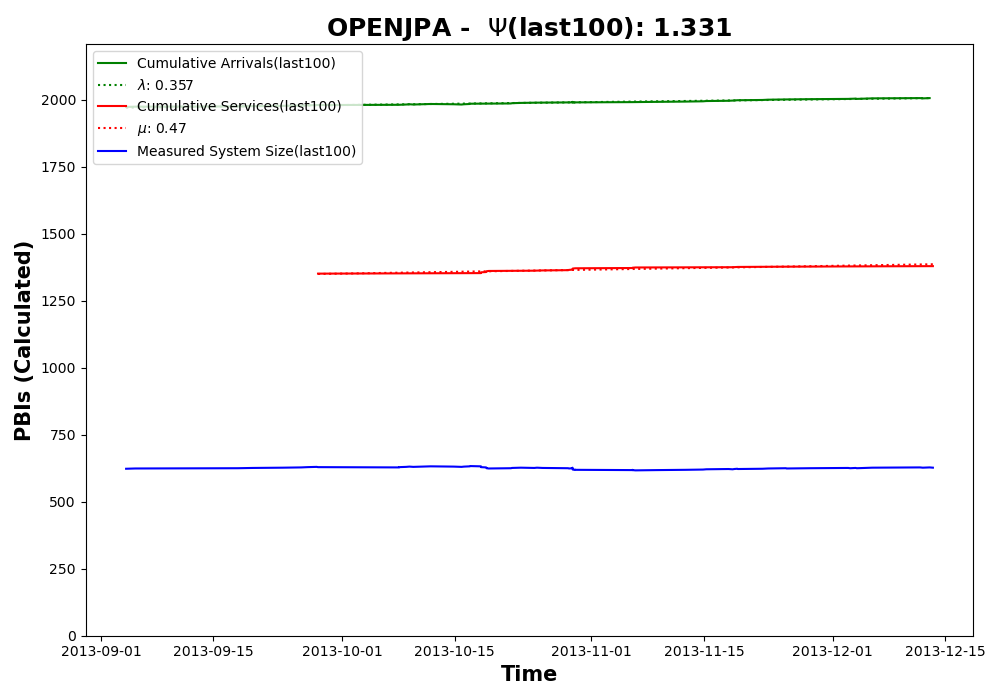 OPENJPA - Ψ(last100): 1.331
Cumulative Arrivals(last100)
λ: 0.357
Cumulative Services(last100)
μ: 0.47
Measured System Size(last100)
2000
1750
1500
1250
1000
750
500
250
0
PBIs (Calculated)
2013-09-01 2013-09-15 2013-10-01 2013-10-15 2013-11-01 2013-11-15 2013-12-01 2013-12-15
Time